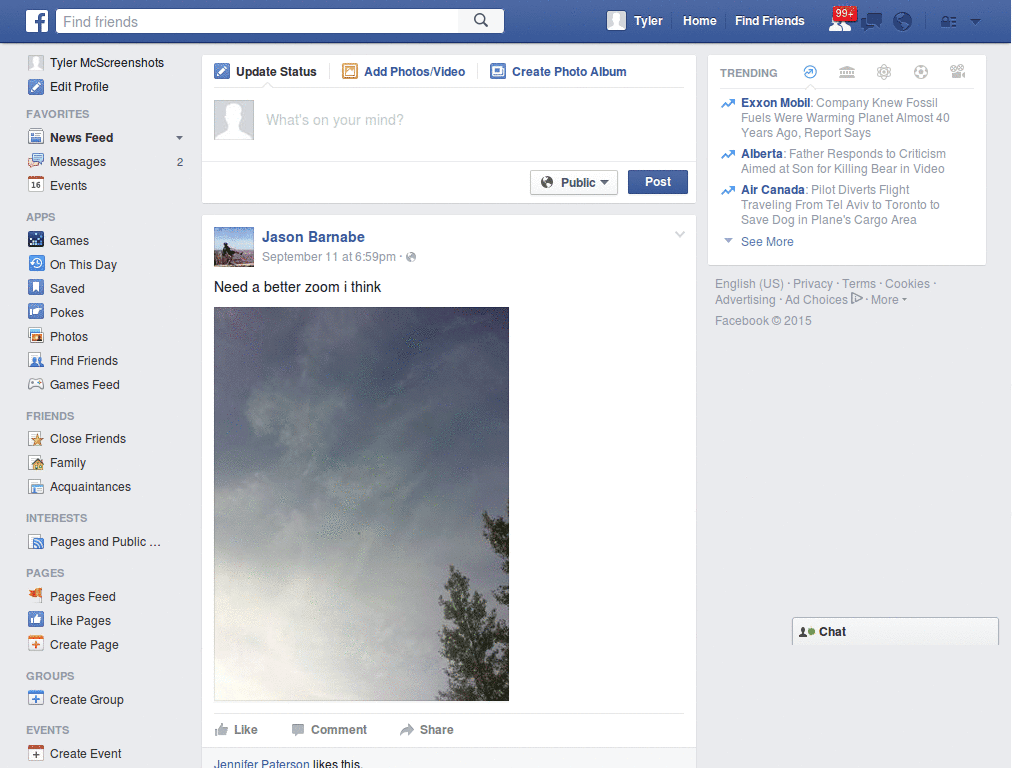 f
Find friends
Tyler
Home
Find Friends
99+
Tyler McScreenshots
Edit Profile
FAVORITES
News Feed
Messages 2
16 Events
APPS
Games
On This Day
Saved
Pokes
Photos
Find Friends
Games Feed
FRIENDS
Close Friends
Family
Acquaintances
INTERESTS
Pages and Public ...
PAGES
Pages Feed
Like Pages
Create Page
GROUPS
Create Group
EVENTS
Create Event
Update Status
Add Photos/Video
Create Photo Album
What's on your mind?
Public
Post
Jason Barnabe
September 11 at 6:59pm ·
Need a better zoom i think
Like
Comment
Share
Jennifer Paterson likes this.
TRENDING
Exxon Mobil: Company Knew Fossil
Fuels Were Warming Planet Almost 40
Years Ago, Report Says
Alberta: Father Responds to Criticism
Aimed at Son for Killing Bear in Video
Air Canada: Pilot Diverts Flight
Traveling From Tel Aviv to Toronto to
Save Dog in Plane's Cargo Area
See More
English (US) · Privacy · Terms · Cookies ·
Advertising · Ad Choices · More
Facebook © 2015
Chat